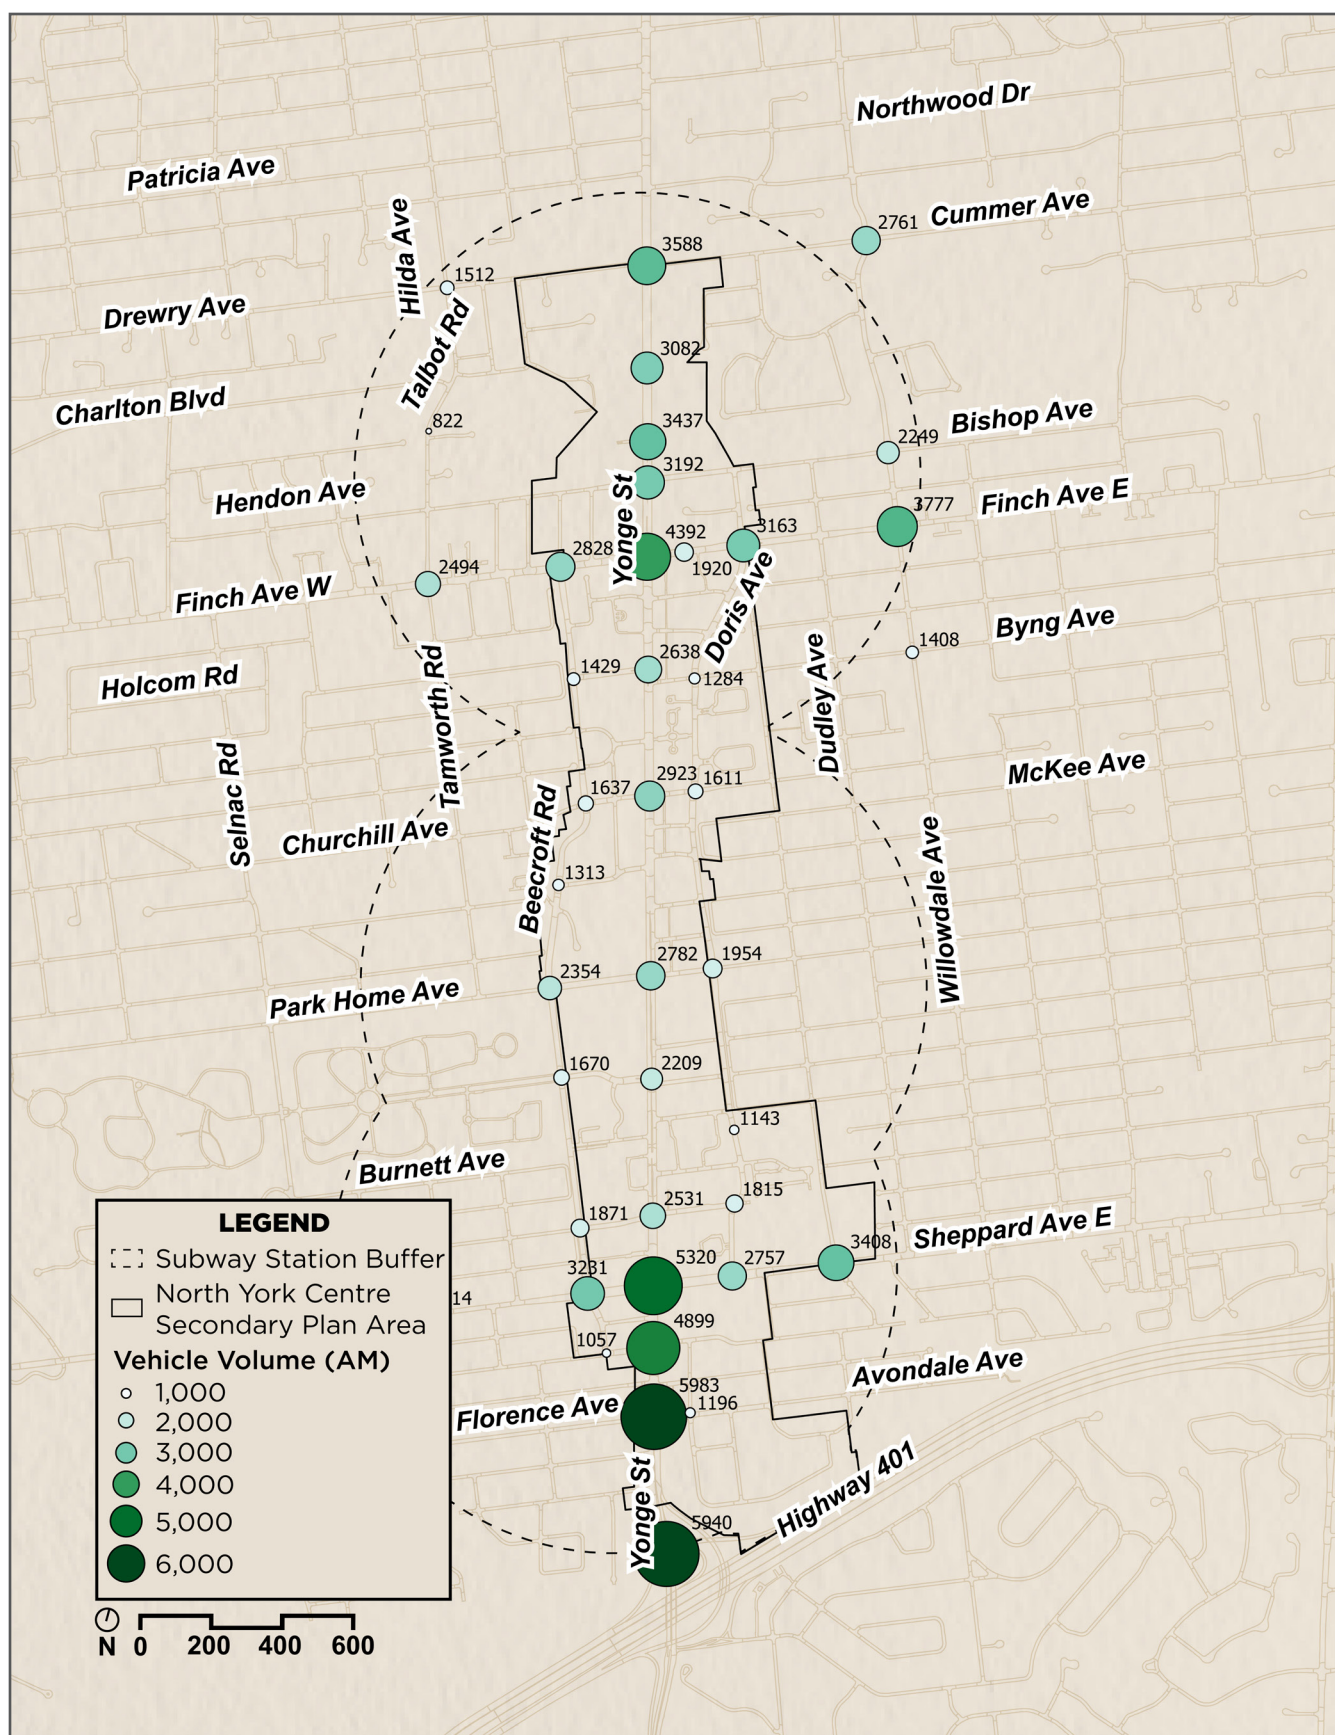 Northwood Dr
Patricia Ave
Cummer Ave
2761
Hilda Ave
3588
1512
Drewry Ave
Talbot Rd
3082
Charlton Blvd
822
3437
Bishop Ave
2249
3192
Hendon Ave
Yonge St
Finch Ave E
3777
4392
3163
2828
1920
2494
Finch Ave W
Doris Ave
Byng Ave
1408
2638
1429
1284
Holcom Rd
Tamworth Rd
Dudley Ave
Selnac Rd
McKee Ave
2923
1611
1637
Churchill Ave
Beecroft Rd
1313
Willowdale Ave
2782
1954
2354
Park Home Ave
1670
2209
1143
Burnett Ave
1815
2531
1871
Sheppard Ave E
3408
5320
2757
3231
14
4899
1057
Avondale Ave
5983
1196
Florence Ave
Yonge St
Highway 401
5940
LEGEND
Subway Station Buffer
North York Centre
Secondary Plan Area
Vehicle Volume (AM)
1,000
2,000
3,000
4,000
5,000
6,000
N 0 200 400 600